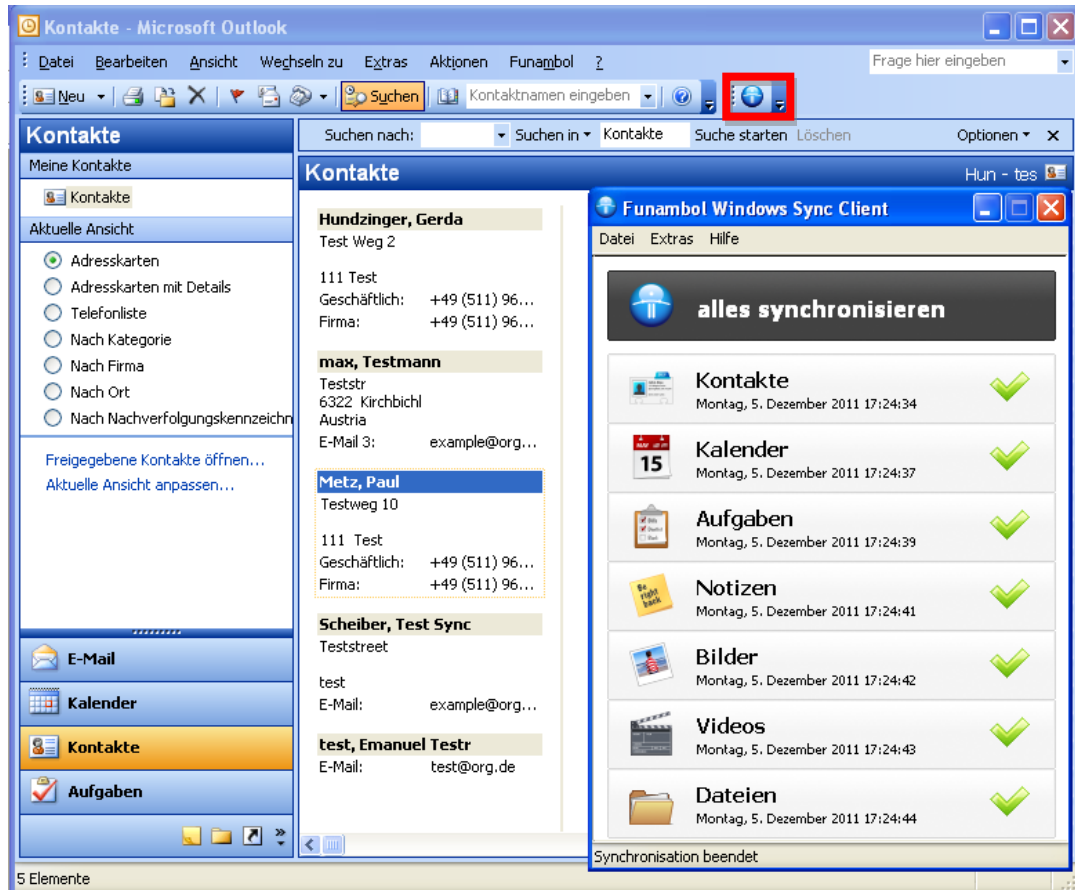 Kontakte - Microsoft Outlook
Datei Bearbeiten Ansicht Wechseln zu Extras Aktionen Funambol ?
Frage hier eingeben
Neu Suchen Kontaktnamen eingeben
Kontakte
Suchen nach: Suchen in Kontakte Suche starten Löschen Optionen
Meine Kontakte
Kontakte
Aktuelle Ansicht
Adresskarten
Adresskarten mit Details
Telefonliste
Nach Kategorie
Nach Firma
Nach Ort
Nach Nachverfolgungskennzeichn
Freigegebene Kontakte öffnen...
Aktuelle Ansicht anpassen...
E-Mail
Kalender
Kontakte
Aufgaben
Kontakte
Hun - tes
Hundzinger, Gerda
Test Weg 2
111 Test
Geschäftlich: +49 (511) 96...
Firma: +49 (511) 96...
max, Testmann
Teststr
6322 Kirchbichl
Austria
E-Mail 3: example@org...
Metz, Paul
Testweg 10
111 Test
Geschäftlich: +49 (511) 96...
Firma: +49 (511) 96...
Scheiber, Test Sync
Teststreet
test
E-Mail: example@org...
test, Emanuel Testr
E-Mail: test@org.de
Funambol Windows Sync Client
Datei Extras Hilfe
alles synchronisieren
Kontakte
Montag, 5. Dezember 2011 17:24:34
15
Kalender
Montag, 5. Dezember 2011 17:24:37
Aufgaben
Montag, 5. Dezember 2011 17:24:39
Be
right
back
Notizen
Montag, 5. Dezember 2011 17:24:41
Bilder
Montag, 5. Dezember 2011 17:24:42
Videos
Montag, 5. Dezember 2011 17:24:43
Dateien
Montag, 5. Dezember 2011 17:24:44
Synchronisation beendet
5 Elemente